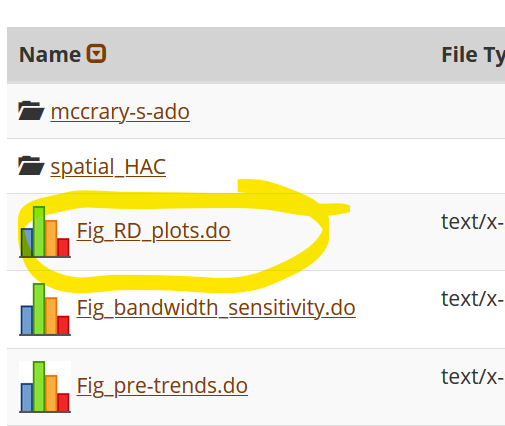 Name File Ty
mccrary-s-ado
spatial_HAC
Fig_RD_plots.do text/x-
Fig_bandwidth_sensitivity.do text/x-
Fig_pre-trends.do text/x-